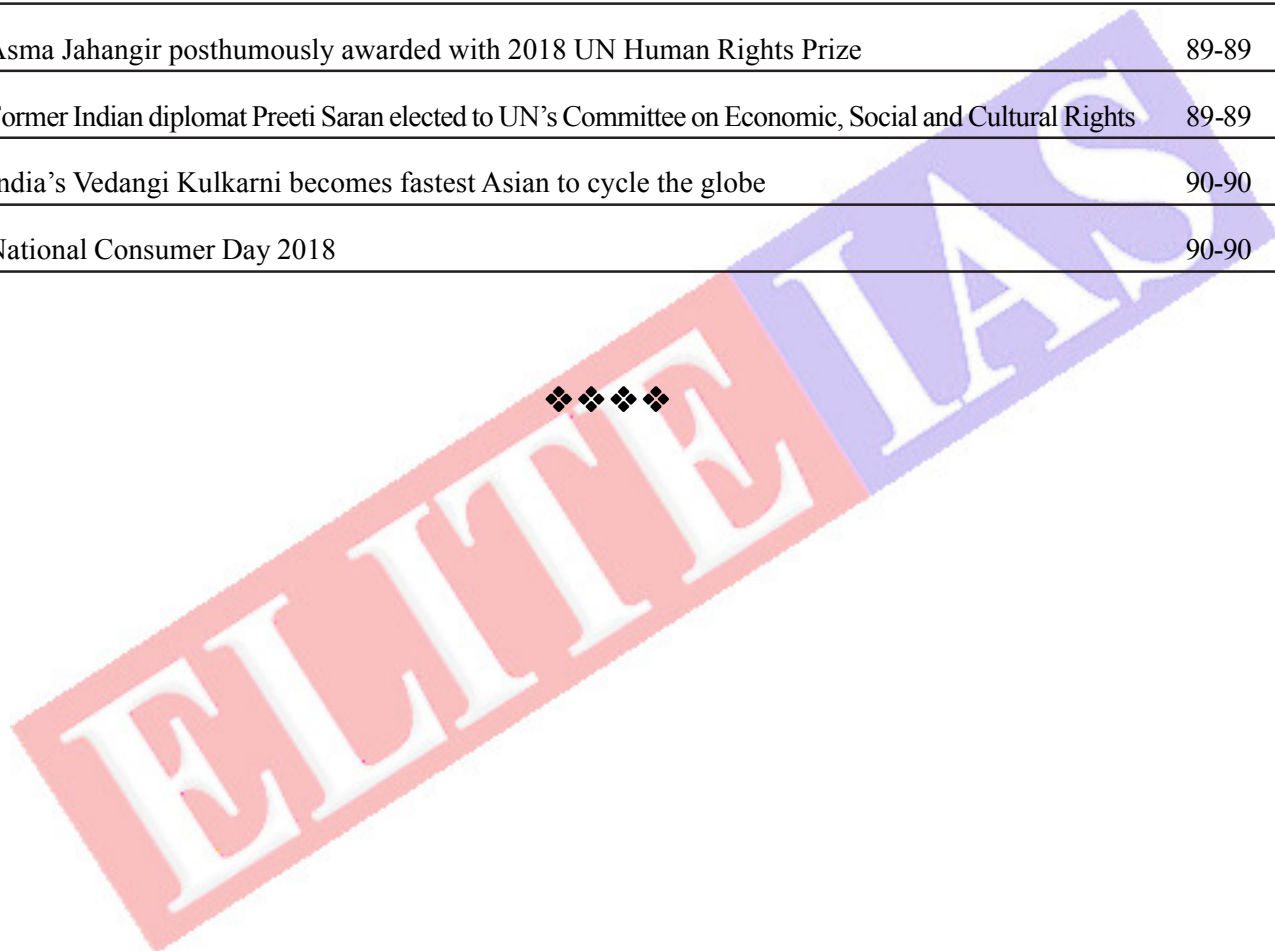 Asma Jahangir posthumously awarded with 2018 UN Human Rights Prize 89-89
Former Indian diplomat Preeti Saran elected to UN’s Committee on Economic, Social and Cultural Rights 89-89
India’s Vedangi Kulkarni becomes fastest Asian to cycle the globe 90-90
National Consumer Day 2018 90-90
ELITE IAS